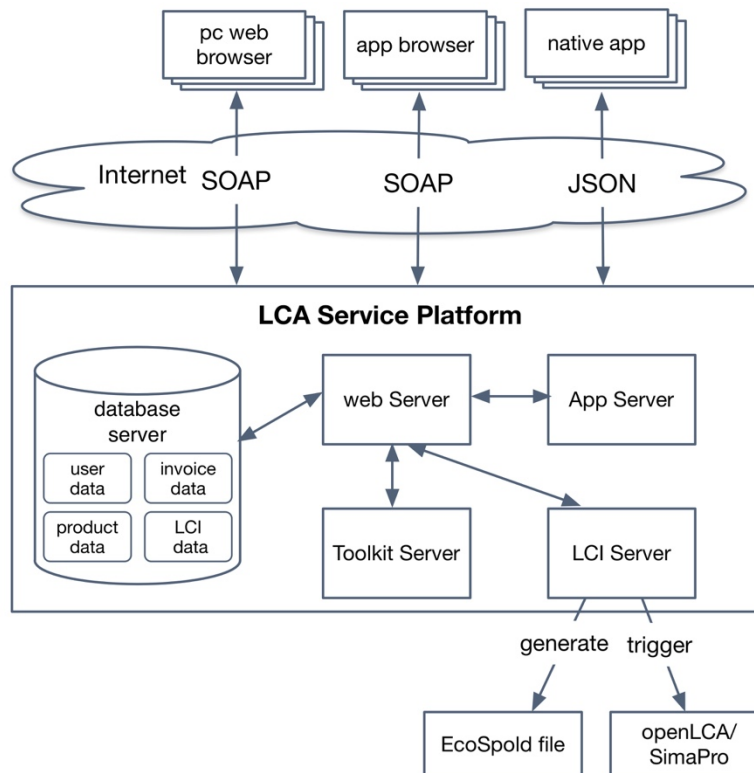 pc web
browser
app browser
native app
Internet
SOAP
SOAP
JSON
LCA Service Platform
database
server
user
data
invoice
data
product
data
LCI
data
web Server
App Server
Toolkit Server
LCI Server
generate
trigger
EcoSpold file
openLCA/
SimaPro